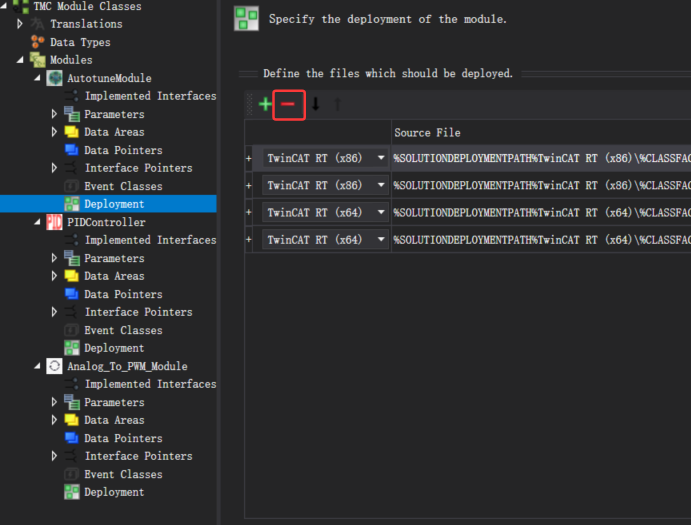 TMC Module Classes
Translations
Data Types
Modules
AutotuneModule
Implemented Interfaces
Parameters
Data Areas
Data Pointers
Interface Pointers
Event Classes
Deployment
PID
PIDController
Implemented Interfaces
Parameters
Data Areas
Data Pointers
Interface Pointers
Event Classes
Deployment
Analog_To_PWM_Module
Implemented Interfaces
Parameters
Data Areas
Data Pointers
Interface Pointers
Event Classes
Deployment
Specify the deployment of the module.
Define the files which should be deployed.
Source File
+ TwinCAT RT (x86) %SOLUTIONDEPLOYMENTPATH%TwinCAT RT (x86)\%CLASSFAC
+ TwinCAT RT (x86) %SOLUTIONDEPLOYMENTPATH%TwinCAT RT (x86)\%CLASSFAC
+ TwinCAT RT (x64) %SOLUTIONDEPLOYMENTPATH%TwinCAT RT (x64)\%CLASSFAC
+ TwinCAT RT (x64) %SOLUTIONDEPLOYMENTPATH%TwinCAT RT (x64)\%CLASSFAC